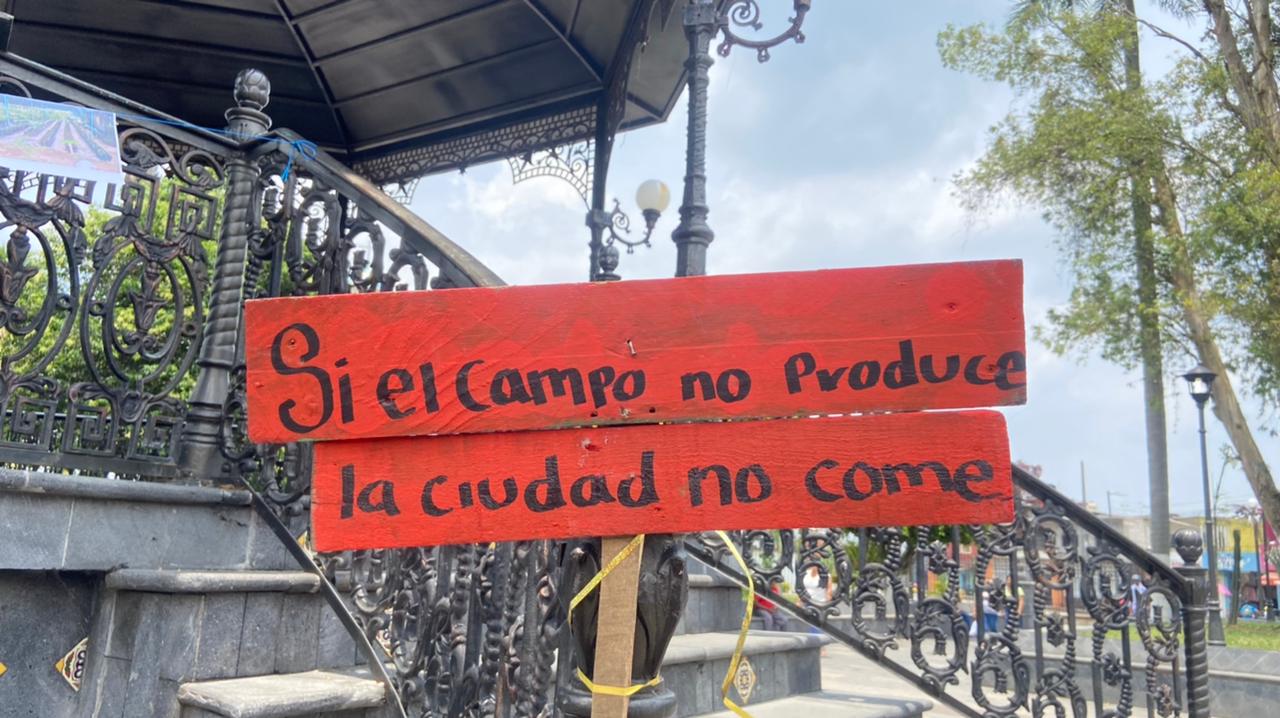 Si el Campo no Produce
la ciudad no come